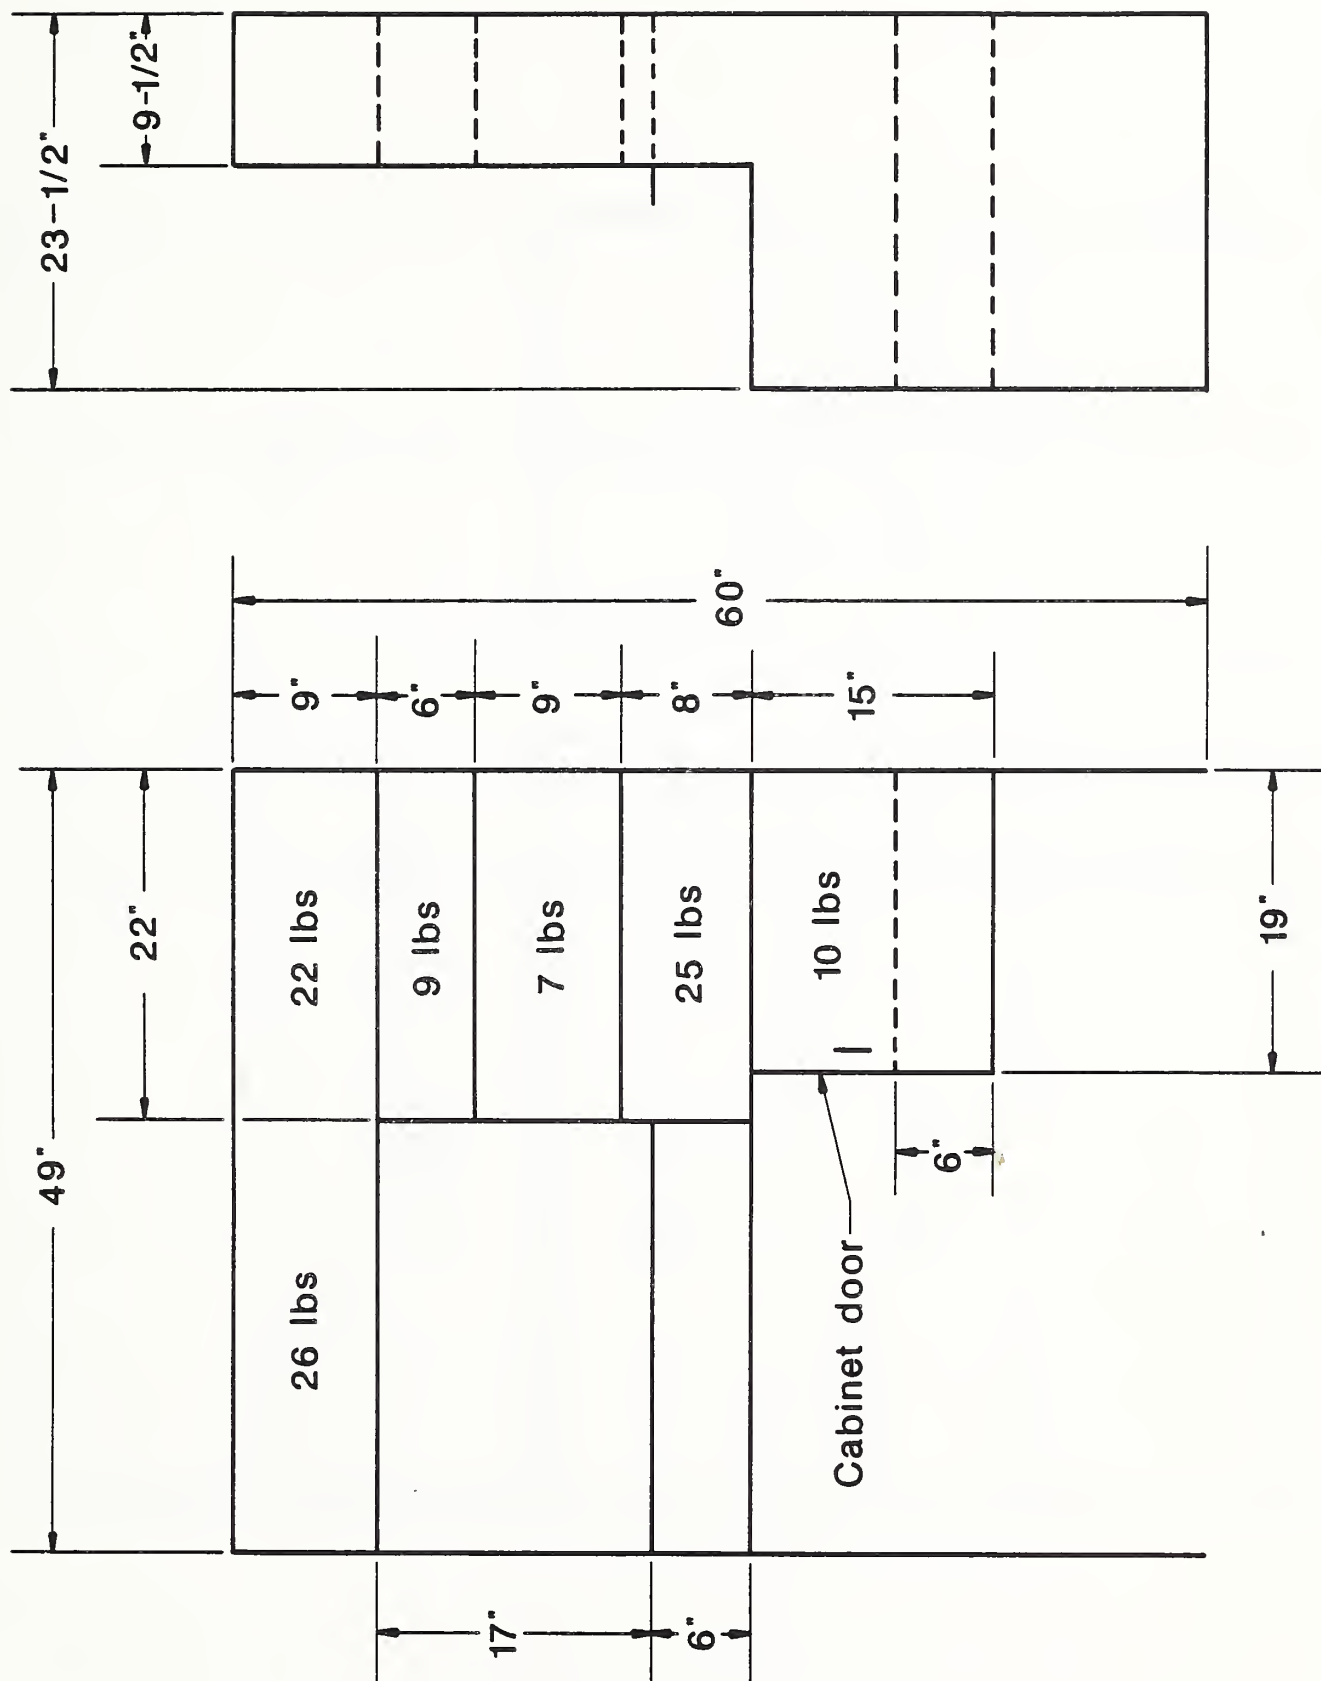 49"
22"
26 lbs
22 lbs
9"
9 lbs
6"
7 lbs
9"
17"
25 lbs
8"
6"
60"
10 lbs
15"
Cabinet door
6"
19"
23-1/2"
9-1/2"